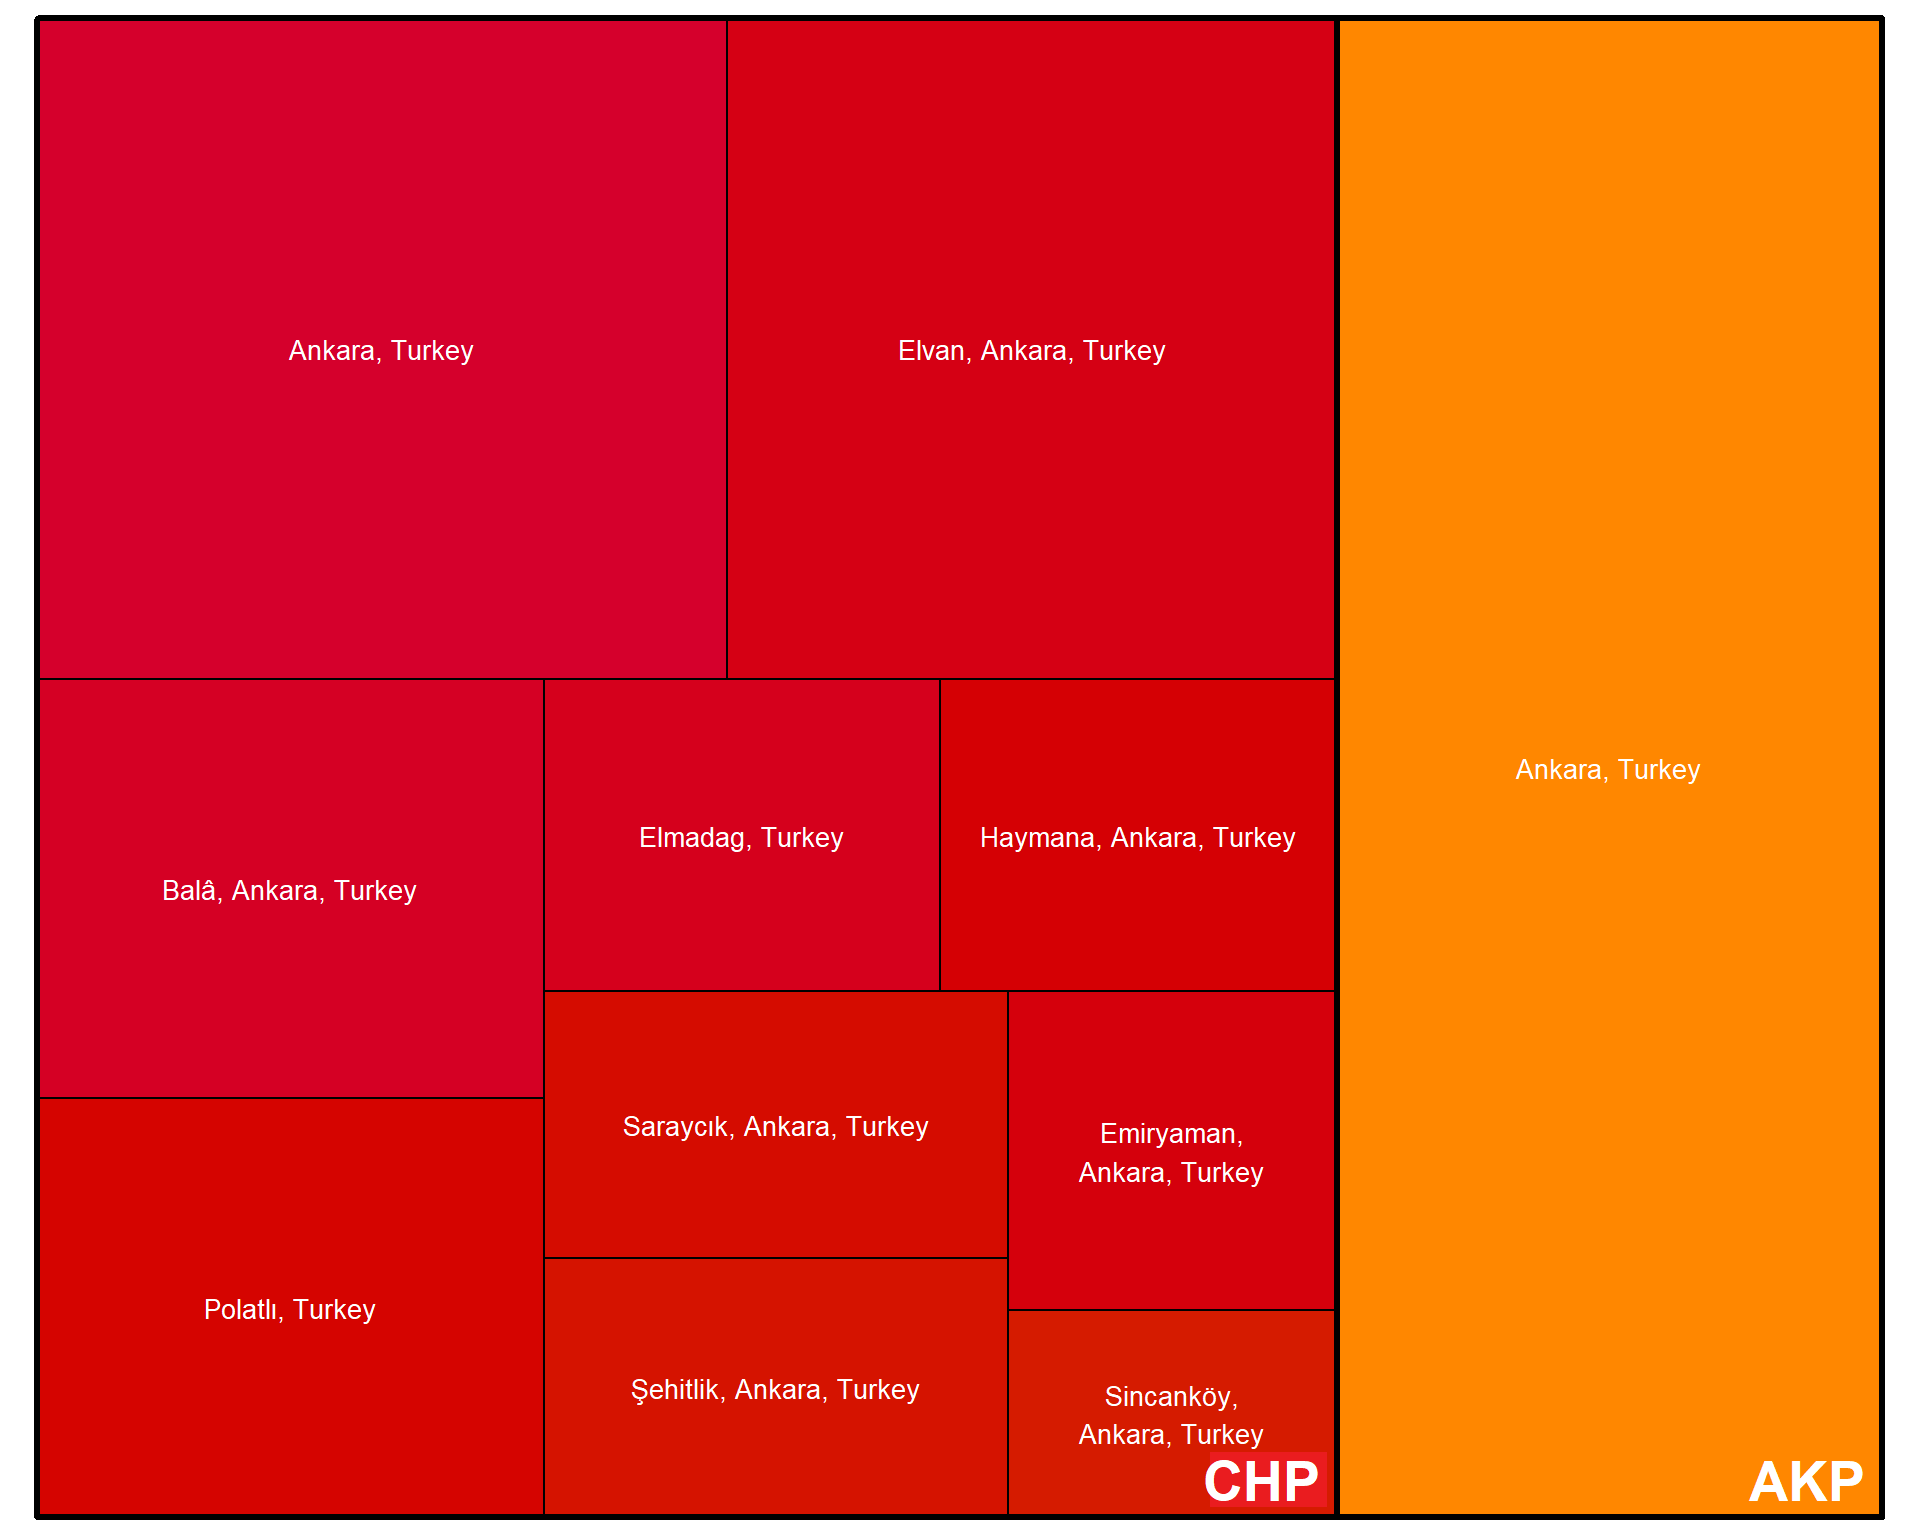 Ankara, Turkey
Elvan, Ankara, Turkey
Ankara, Turkey
Balâ, Ankara, Turkey
Elmadag, Turkey
Haymana, Ankara, Turkey
Saraycık, Ankara, Turkey
Emiryaman,
Ankara, Turkey
Polatlı, Turkey
Şehitlik, Ankara, Turkey
Sincanköy,
Ankara, Turkey
CHP
AKP